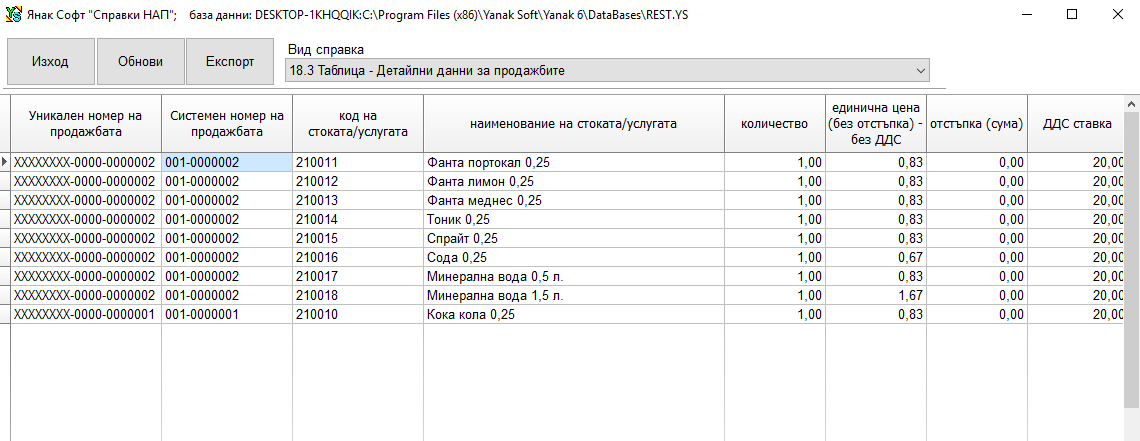 Янак Софт "Справки НАП"; база данни: DESKTOP-1KHQQIK:C:\Program Files (x86)\Yanak Soft\Yanak 6\DataBases\REST.YS
Изход Обнови Експорт
Вид справка
18.3 Таблица - Детайлни данни за продажбите
Уникален номер на продажбата Системен номер на продажбата код на стоката/услугата наименование на стоката/услугата количество единична цена (без отстъпка) - без ДДС отстъпка (сума) ДДС ставка
XXXXXXXX-0000-0000002 001-0000002 210011 Фанта портокал 0,25 1,00 0,83 0,00 20,00
XXXXXXXX-0000-0000002 001-0000002 210012 Фанта лимон 0,25 1,00 0,83 0,00 20,00
XXXXXXXX-0000-0000002 001-0000002 210013 Фанта меднес 0,25 1,00 0,83 0,00 20,00
XXXXXXXX-0000-0000002 001-0000002 210014 Тоник 0,25 1,00 0,83 0,00 20,00
XXXXXXXX-0000-0000002 001-0000002 210015 Спрайт 0,25 1,00 0,83 0,00 20,00
XXXXXXXX-0000-0000002 001-0000002 210016 Сода 0,25 1,00 0,67 0,00 20,00
XXXXXXXX-0000-0000002 001-0000002 210017 Минерална вода 0,5 л. 1,00 0,83 0,00 20,00
XXXXXXXX-0000-0000002 001-0000002 210018 Минерална вода 1,5 л. 1,00 1,67 0,00 20,00
XXXXXXXX-0000-0000001 001-0000001 210010 Кока кола 0,25 1,00 0,83 0,00 20,00